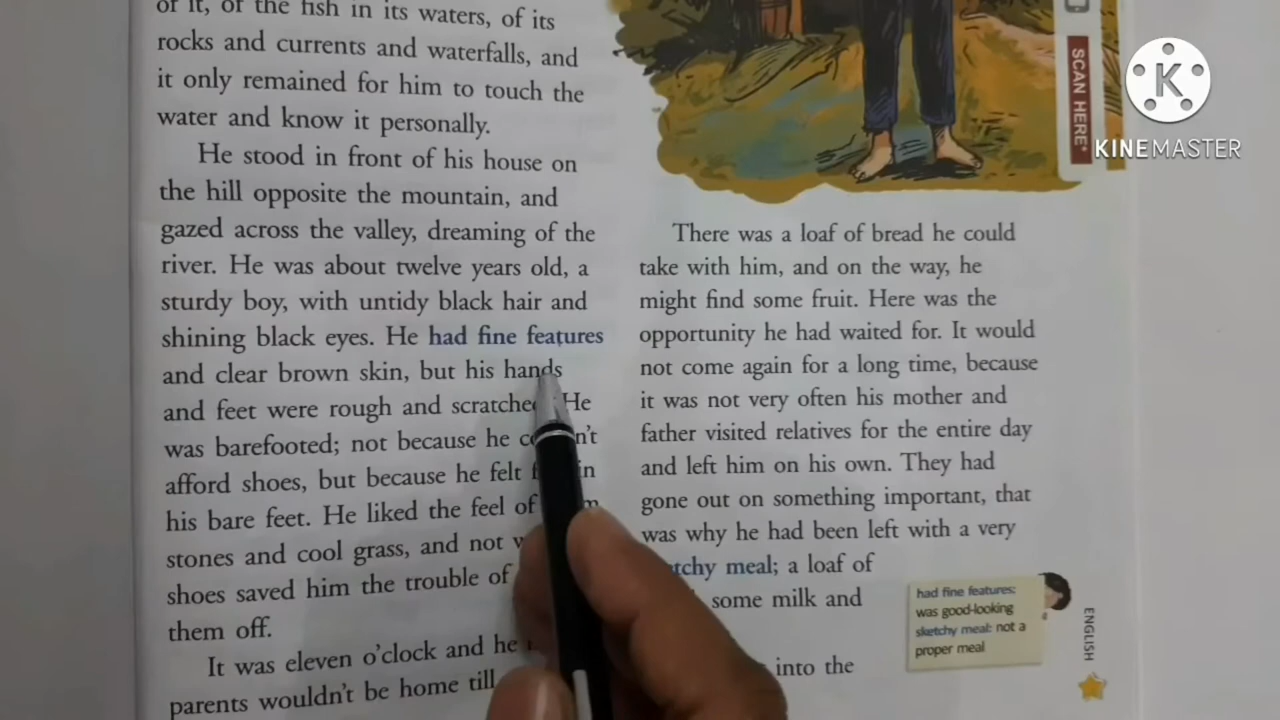 of it, of the fish in its waters, of its
rocks and currents and waterfalls, and
it only remained for him to touch the
water and know it personally.
He stood in front of his house on
the hill opposite the mountain, and
gazed across the valley, dreaming of the
river. He was about twelve years old, a
sturdy boy, with untidy black hair and
shining black eyes. He had fine features
and clear brown skin, but his hands
and feet were rough and scratched. He
was barefooted; not because he
afford shoes, but because he felt
his bare feet. He liked the feel of
stones and cool grass, and not
shoes saved him the trouble of
them off.
It was eleven o'clock and he
parents wouldn't be home till
There was a loaf of bread he could
take with him, and on the way, he
might find some fruit. Here was the
opportunity he had waited for. It would
not come again for a long time, because
it was not very often his mother and
father visited relatives for the entire day
and left him on his own. They had
gone out on something important, that
was why he had been left with a very
sketchy meal; a loaf of
some milk and
into the
had fine features:
was good-looking
sketchy meal: not a
proper meal
ENGLISH
SCAN HERE*
K
KINEMASTER